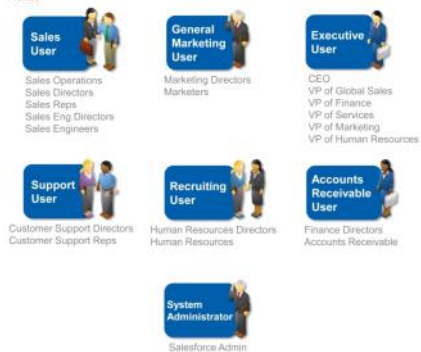 Sales
User
Sales Operations
Sales Directors
Sales Reps
Sales Eng Directors
Sales Engineers
General
Marketing
User
Marketing Directors
Marketers
Executive
User
CEO
VP of Global Sales
VP of Finance
VP of Services
VP of Marketing
VP of Human Resources
Support
User
Customer Support Directors
Customer Support Reps
Recruiting
User
Human Resources Directors
Human Resources
Accounts
Receivable
User
Finance Directors
Accounts Receivable
System
Administrator
Salesforce Admin